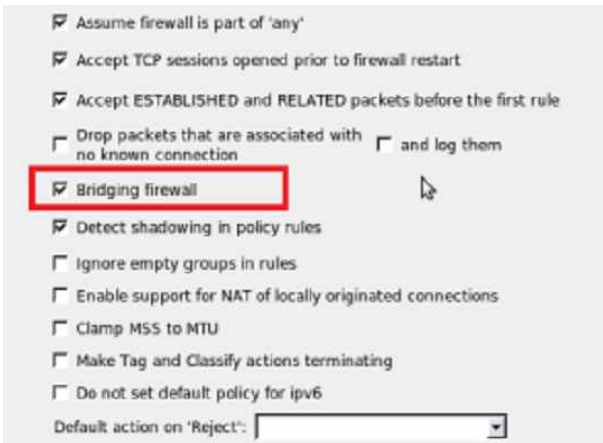 Assume firewall is part of 'any'
Accept TCP sessions opened prior to firewall restart
Accept ESTABLISHED and RELATED packets before the first rule
Drop packets that are associated with
no known connection
and log them
Bridging firewall
Detect shadowing in policy rules
Ignore empty groups in rules
Enable support for NAT of locally originated connections
Clamp MSS to MTU
Make Tag and Classify actions terminating
Do not set default policy for ipv6
Default action on 'Reject':